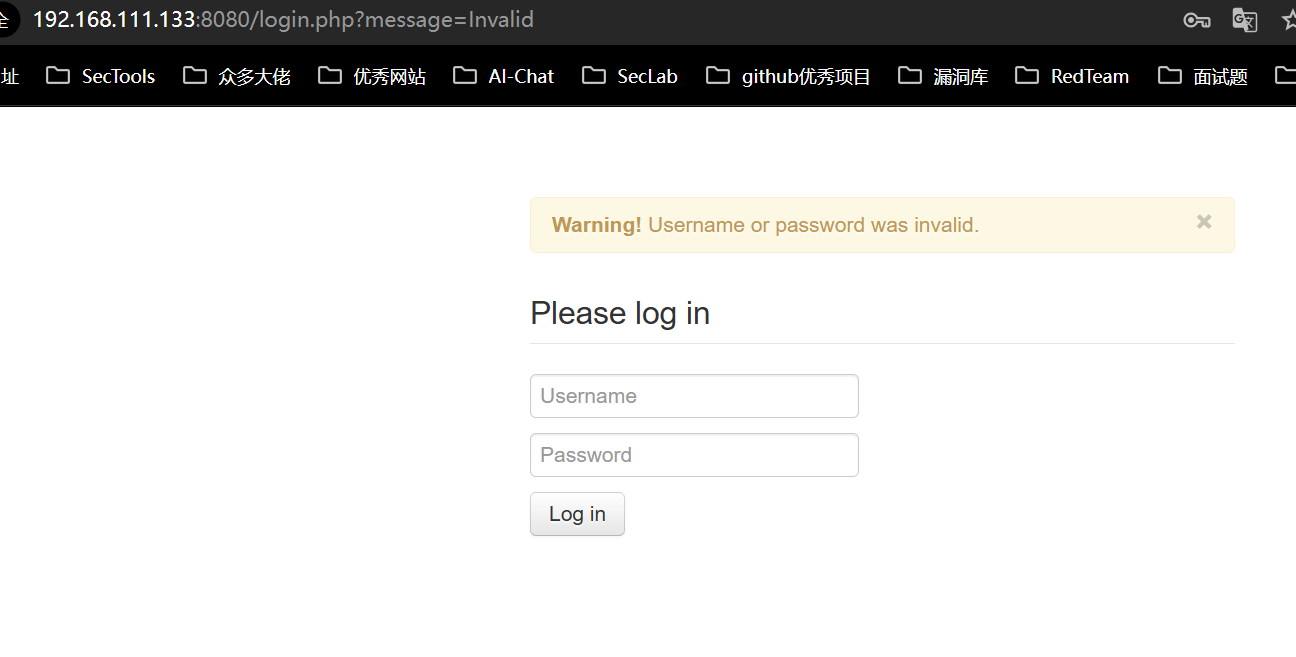 全 192.168.111.133:8080/login.php?message=Invalid
址 SecTools 众多大佬 优秀网站 AI-Chat SecLab github优秀项目 漏洞库 RedTeam 面试题
Warning! Username or password was invalid. ×
Please log in
Username
Password
Log in